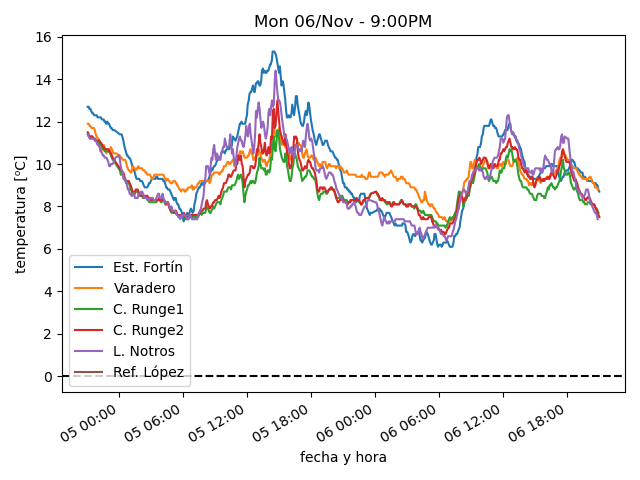 Mon 06/Nov - 9:00PM
temperatura [ºC]
16
14
12
10
8
6
4
2
0
Est. Fortín
Varadero
C. Runge1
C. Runge2
L. Notros
Ref. López
05 00:00
05 06:00
05 12:00
05 18:00
06 00:00
06 06:00
06 12:00
06 18:00
fecha y hora